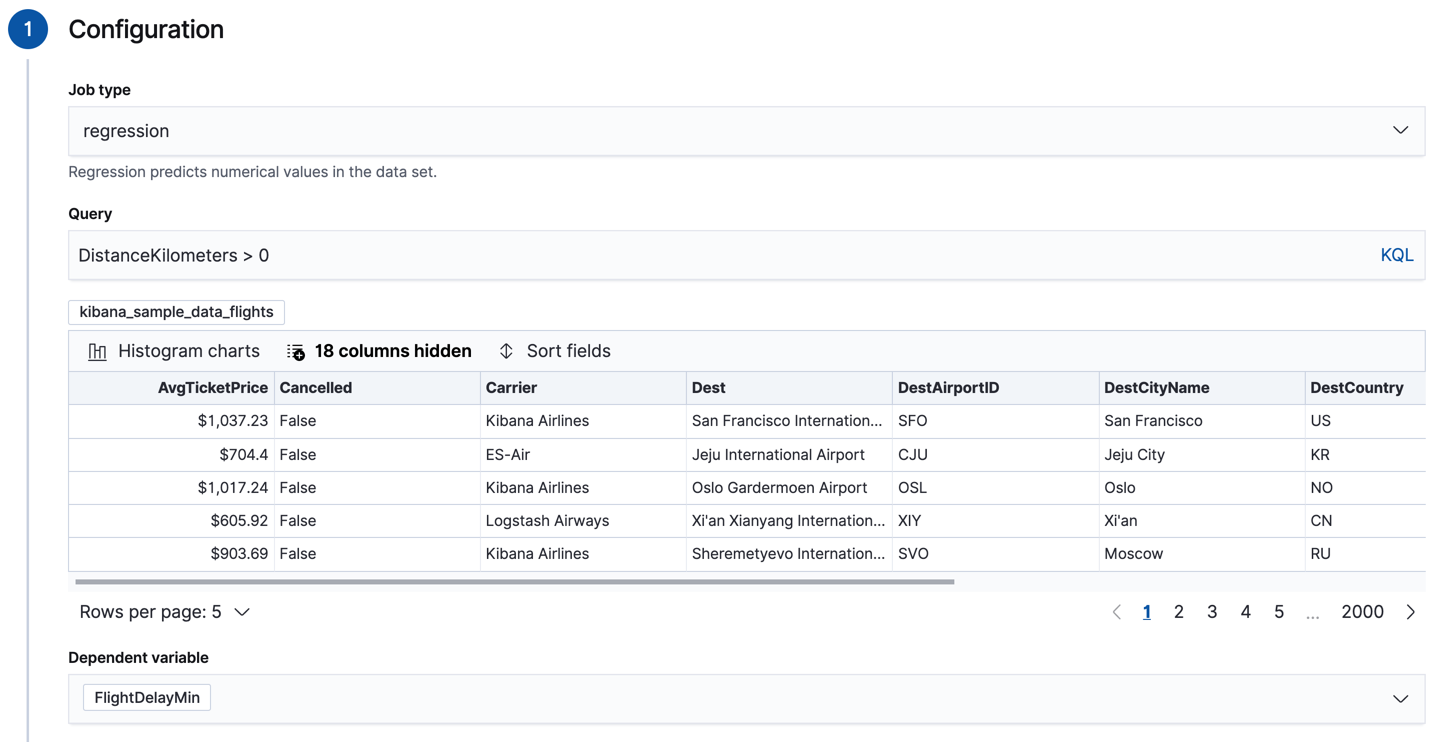 1 Configuration
Job type
regression
Regression predicts numerical values in the data set.
Query
DistanceKilometers > 0 KQL
kibana_sample_data_flights
Histogram charts 18 columns hidden Sort fields
AvgTicketPrice Cancelled Carrier Dest DestAirportID DestCityName DestCountry
$1,037.23 False Kibana Airlines San Francisco Internation... SFO San Francisco US
$704.4 False ES-Air Jeju International Airport CJU Jeju City KR
$1,017.24 False Kibana Airlines Oslo Gardermoen Airport OSL Oslo NO
$605.92 False Logstash Airways Xi'an Xianyang Internation... XIY Xi'an CN
$903.69 False Kibana Airlines Sheremetyevo Internation... SVO Moscow RU
Rows per page: 5 1 2 3 4 5 ... 2000
Dependent variable
FlightDelayMin